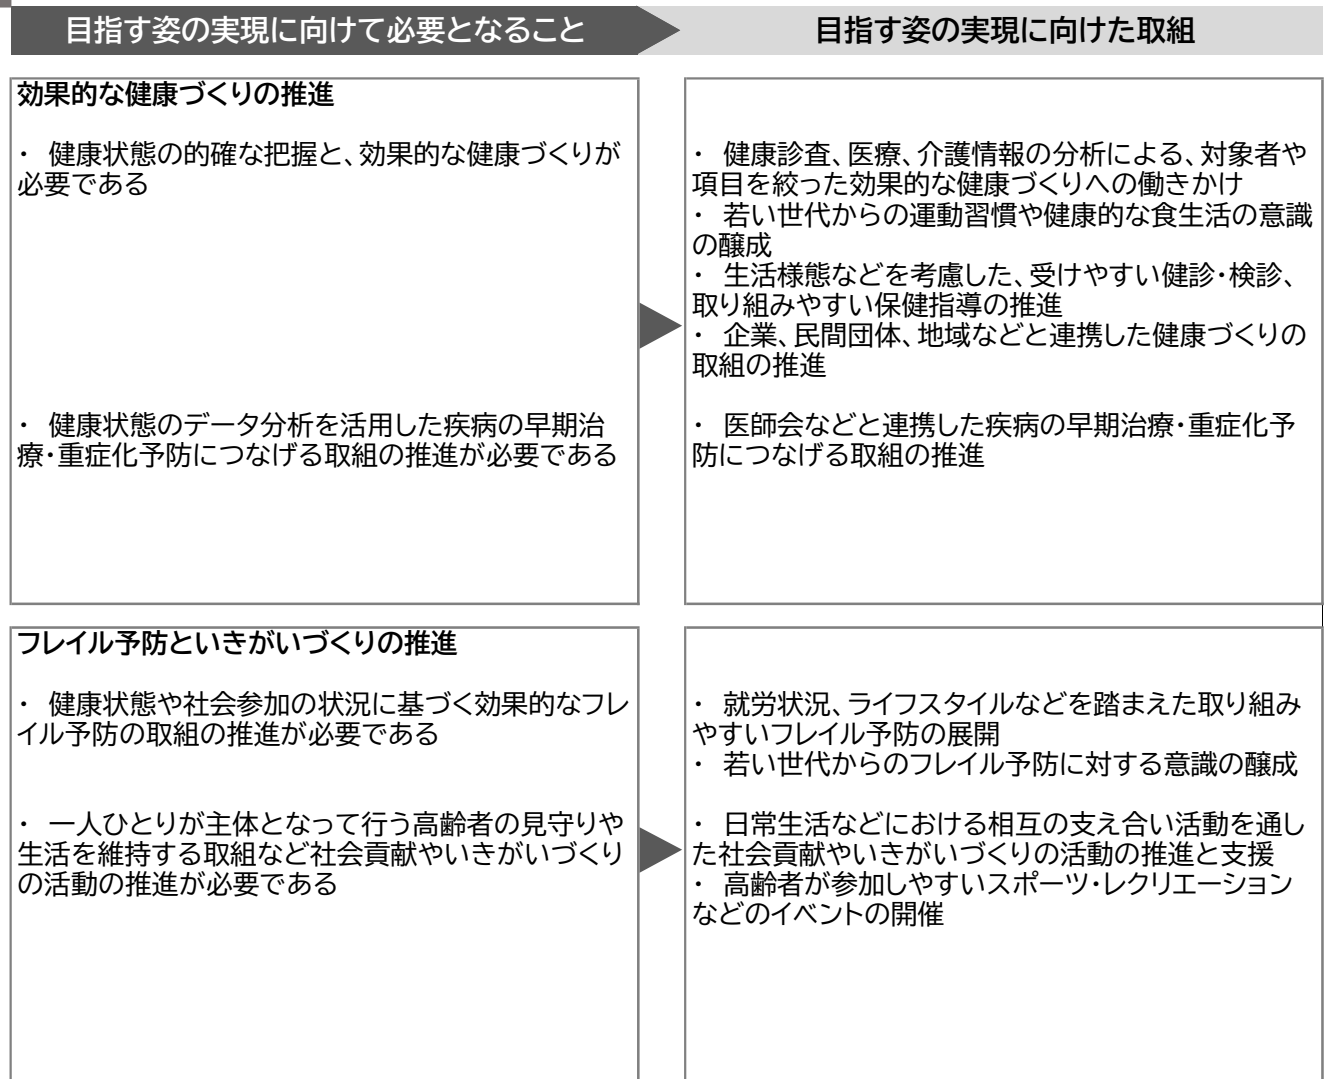 目指す姿の実現に向けて必要となること
目指す姿の実現に向けた取組
効果的な健康づくりの推進
・ 健康状態の的確な把握と、効果的な健康づくりが
必要である
・ 健康状態のデータ分析を活用した疾病の早期治
療・重症化予防につなげる取組の推進が必要である
・ 健康診査、医療、介護情報の分析による、対象者や
項目を絞った効果的な健康づくりへの働きかけ
・ 若い世代からの運動習慣や健康的な食生活の意識
の醸成
・ 生活様態などを考慮した、受けやすい健診・検診、
取り組みやすい保健指導の推進
・ 企業、民間団体、地域などと連携した健康づくりの
取組の推進
・ 医師会などと連携した疾病の早期治療・重症化予
防につなげる取組の推進
フレイル予防といきがいづくりの推進
・ 健康状態や社会参加の状況に基づく効果的なフレ
イル予防の取組の推進が必要である
・ 一人ひとりが主体となって行う高齢者の見守りや
生活を維持する取組など社会貢献やいきがいづくり
の活動の推進が必要である
・ 就労状況、ライフスタイルなどを踏まえた取り組み
やすいフレイル予防の展開
・ 若い世代からのフレイル予防に対する意識の醸成
・ 日常生活などにおける相互の支え合い活動を通し
た社会貢献やいきがいづくりの活動の推進と支援
・ 高齢者が参加しやすいスポーツ・レクリエーション
などのイベントの開催